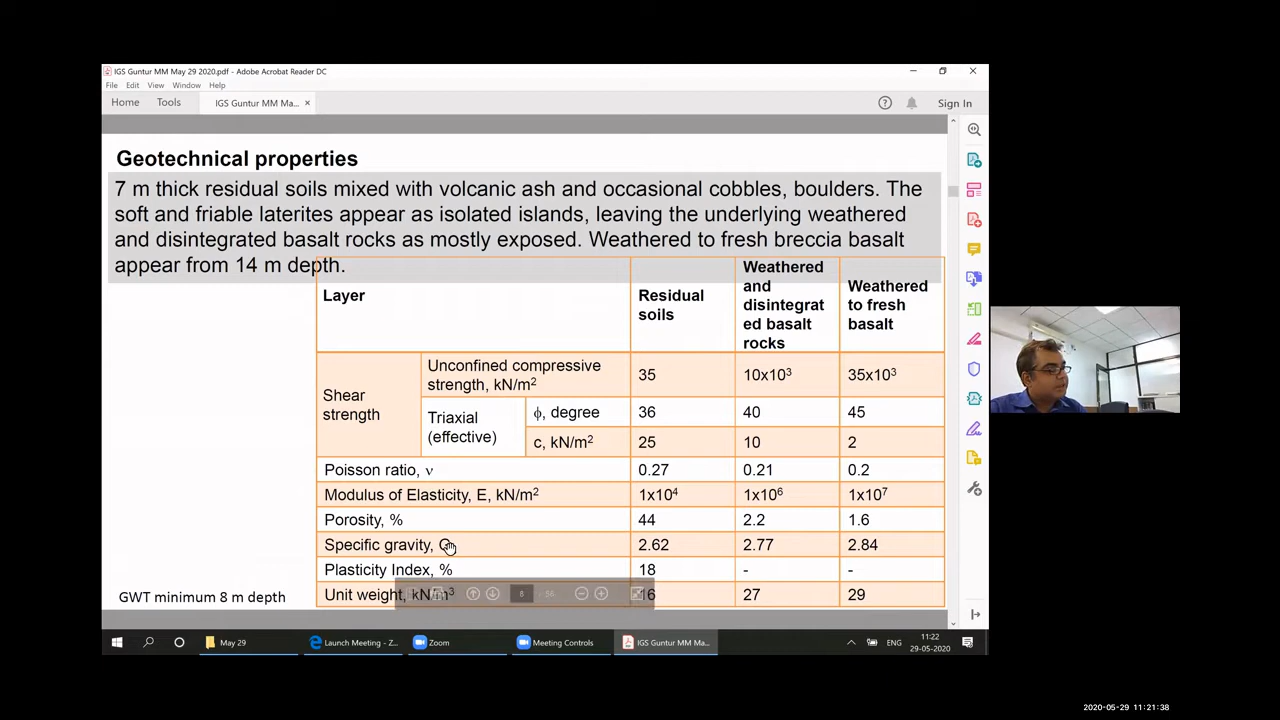 IGS Guntur MM May 29 2020.pdf - Adobe Acrobat Reader DC
File Edit View Window Help
Home Tools IGS Guntur MM Ma... × Sign In
Geotechnical properties
7 m thick residual soils mixed with volcanic ash and occasional cobbles, boulders. The
soft and friable laterites appear as isolated islands, leaving the underlying weathered
and disintegrated basalt rocks as mostly exposed. Weathered to fresh breccia basalt
appear from 14 m depth.
Layer
Residual
soils
Weathered
and
disintegrat
ed basalt
rocks
Weathered
to fresh
basalt
Shear
strength
Unconfined compressive
strength, kN/m²
35 10x10³ 35x10³
Triaxial
(effective)
ϕ, degree 36 40 45
c, kN/m² 25 10 2
Poisson ratio, ν 0.27 0.21 0.2
Modulus of Elasticity, E, kN/m² 1x10⁴ 1x10⁶ 1x10⁷
Porosity, % 44 2.2 1.6
Specific gravity, 2.62 2.77 2.84
Plasticity Index, % 18 - -
Unit weight, kN/m³ 16 27 29
GWT minimum 8 m depth
8 / 56
May 29 Launch Meeting - Z... Zoom Meeting Controls IGS Guntur MM Ma...
ENG
11:22
29-05-2020
2020-05-29 11:21:38